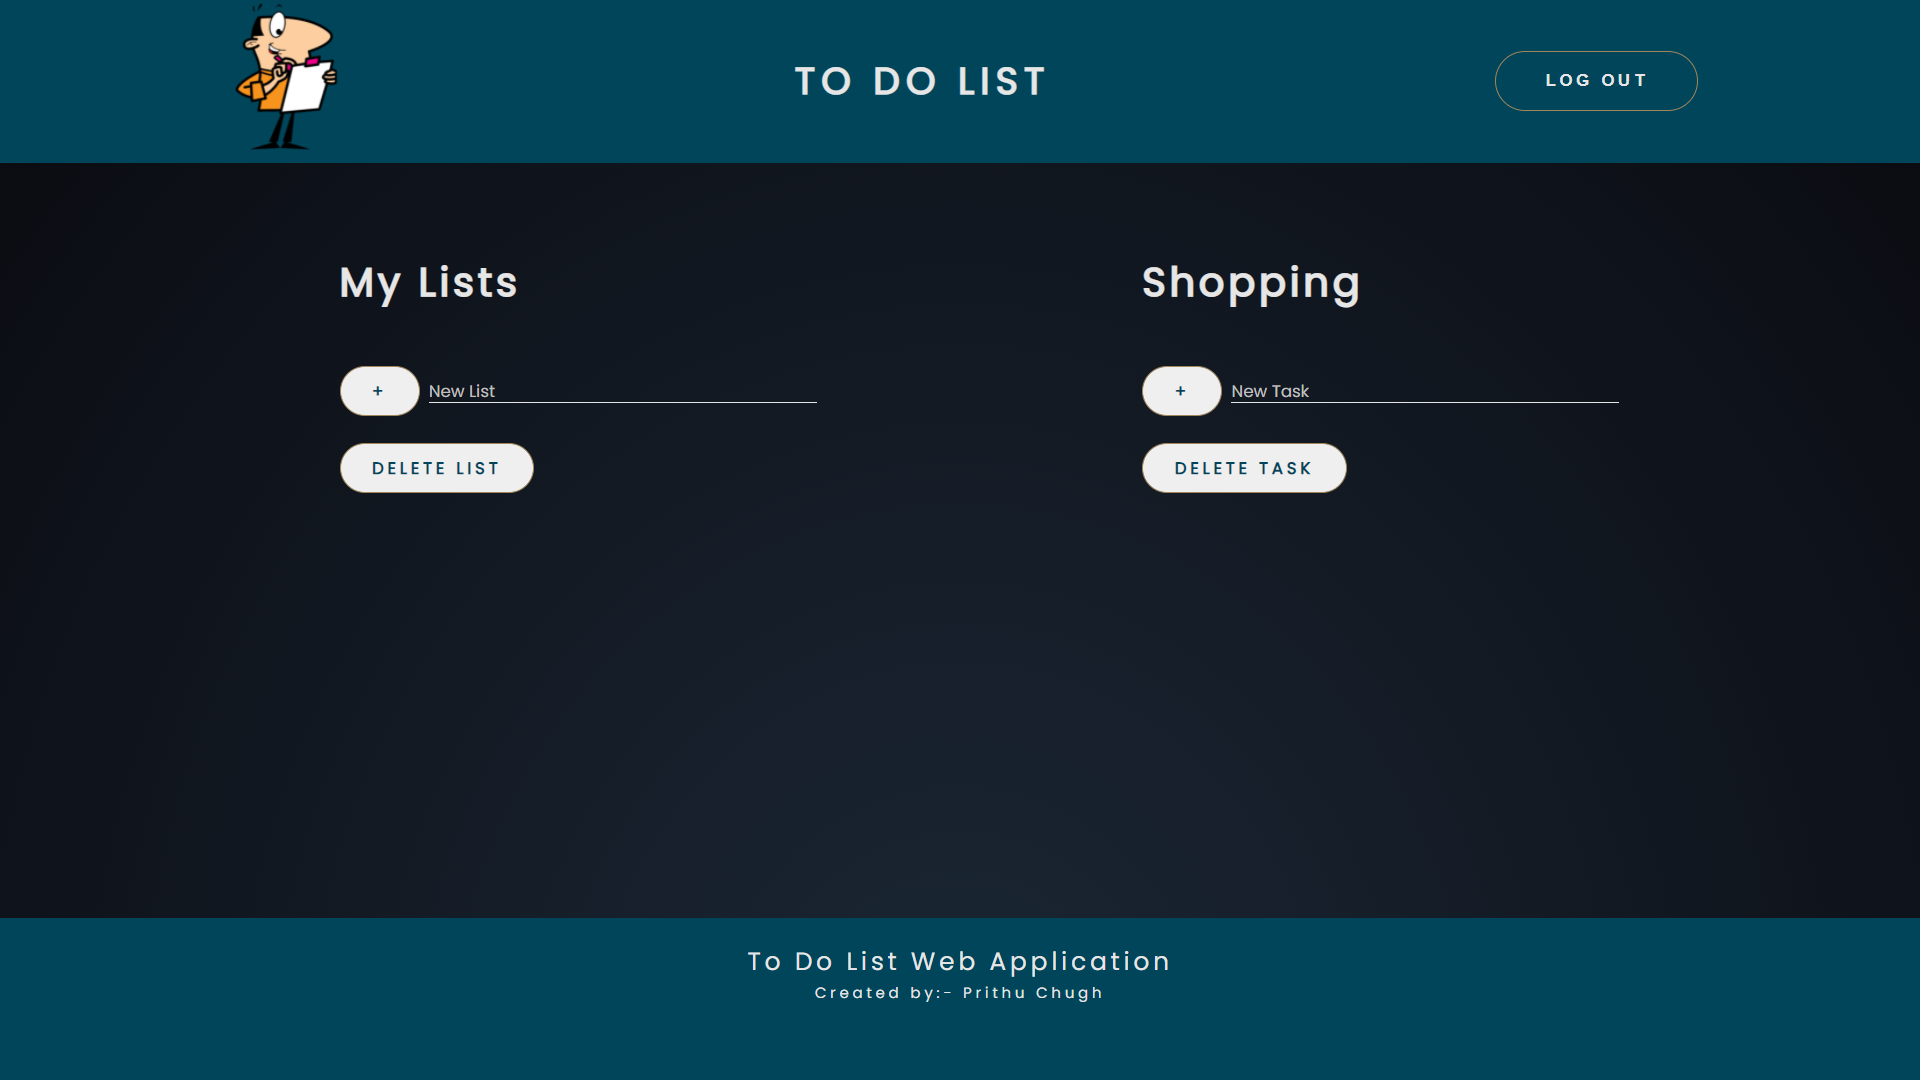 TO DO LIST
LOG OUT
My Lists
+ New List
DELETE LIST
Shopping
+ New Task
DELETE TASK
To Do List Web Application
Created by:- Prithu Chugh